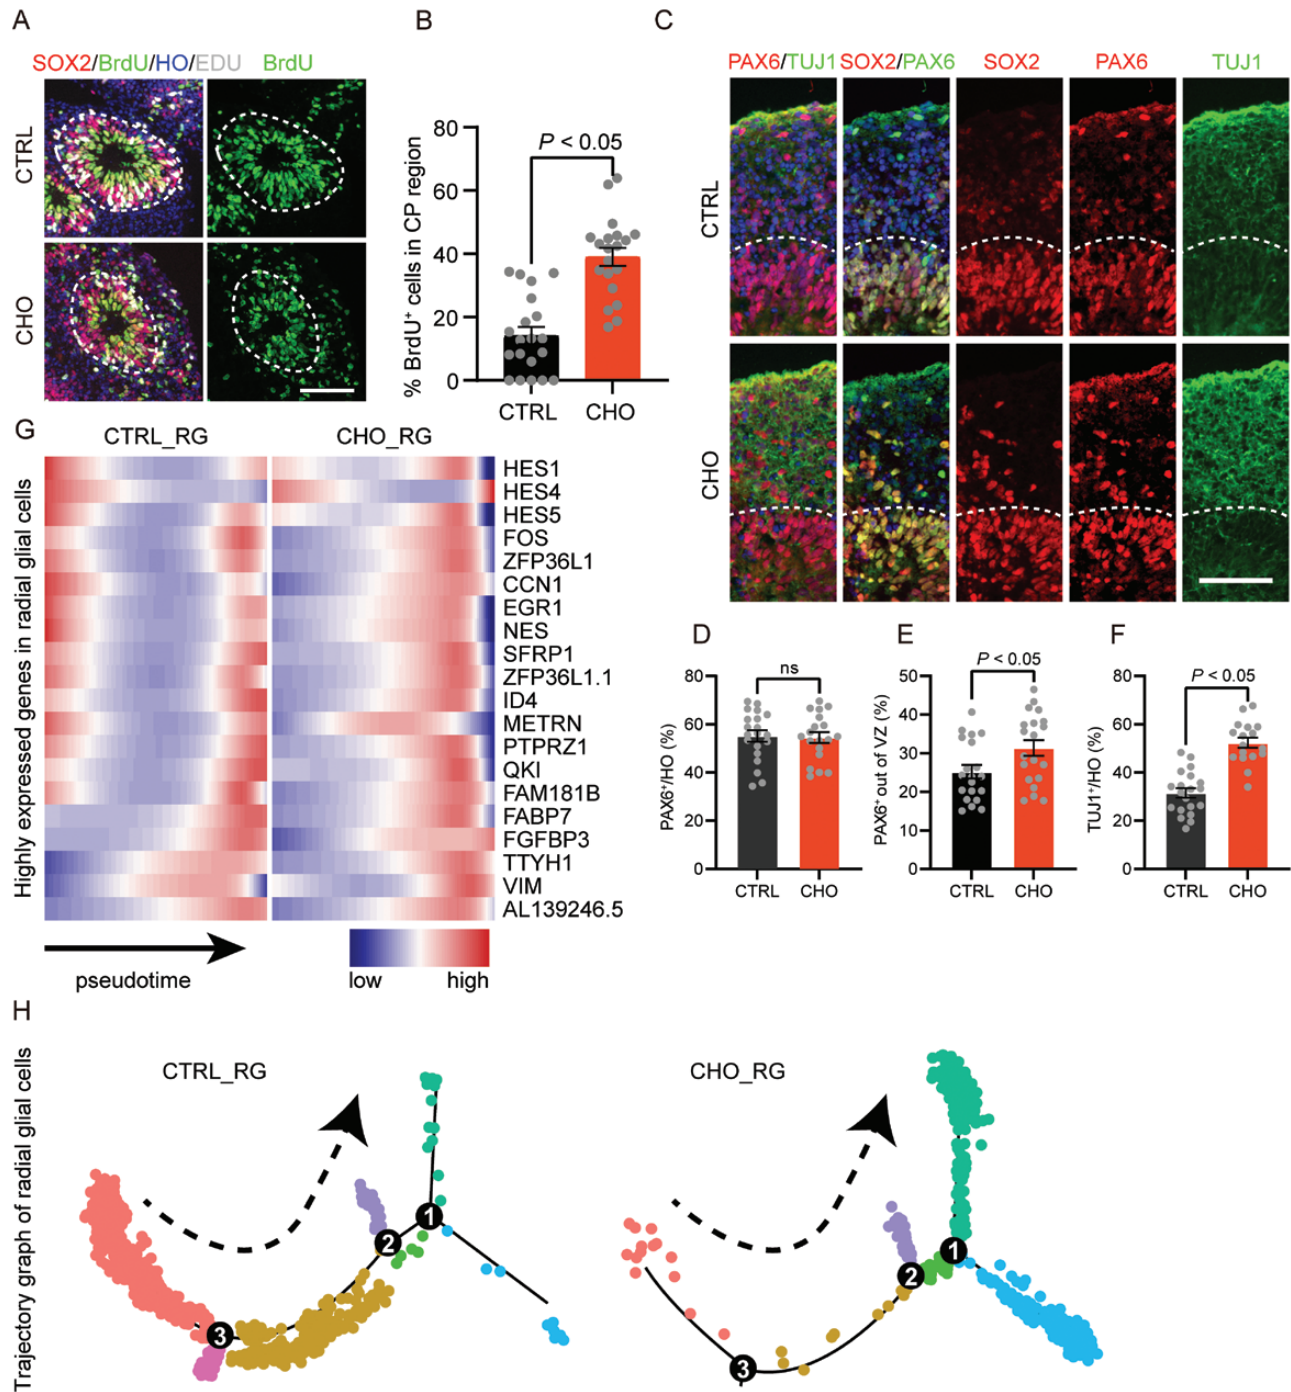 A
SOX2/BrdU/HO/EDU BrdU
CTRL
CHO
B
% BrdU⁺ cells in CP region
80
60
40
20
0
P < 0.05
CTRL CHO
C
PAX6/TUJ1 SOX2/PAX6 SOX2 PAX6 TUJ1
CTRL
CHO
G
CTRL_RG CHO_RG
Highly expressed genes in radial glial cells
HES1
HES4
HES5
FOS
ZFP36L1
CCN1
EGR1
NES
SFRP1
ZFP36L1.1
ID4
METRN
PTPRZ1
QKI
FAM181B
FABP7
FGFBP3
TTYH1
VIM
AL139246.5
pseudotime
low high
D
PAX6⁺/HO (%)
80
60
40
20
0
ns
CTRL CHO
E
PAX6⁺ out of VZ (%)
50
40
30
20
10
0
P < 0.05
CTRL CHO
F
TUJ1⁺/HO (%)
80
60
40
20
0
P < 0.05
CTRL CHO
H
Trajectory graph of radial glial cells
CTRL_RG
1
2
3
CHO_RG
1
2
3